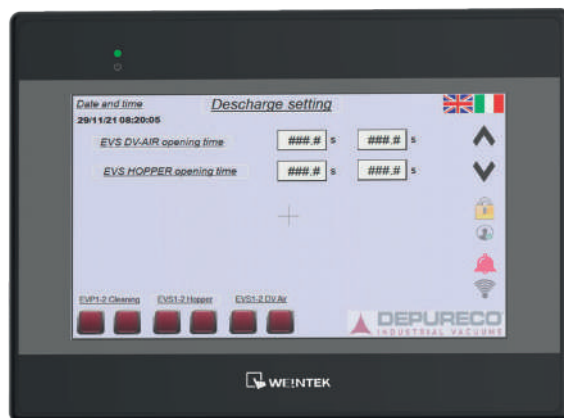 Date and time
Descharge setting
29/11/21 08:20:05
EVS DV-AIR opening time
###.# s
###.# s
EVS HOPPER opening time
###.# s
###.# s
EVP1-2 Cleaning
EVS1-2 Hopper
EVS1-2 DV Air
DEPURECO
INDUSTRIAL VACUUMS
WEINTEK